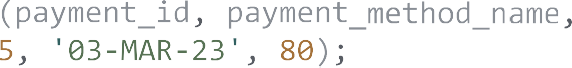 (payment_id, payment_method_name,
5, '03-MAR-23', 80);